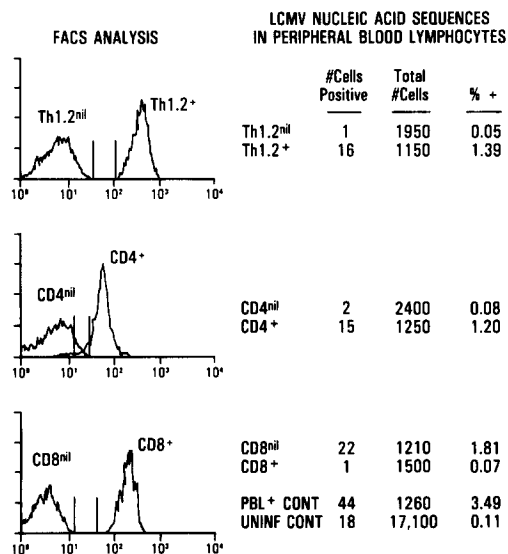 FACS ANALYSIS
LCMV NUCLEIC ACID SEQUENCES
IN PERIPHERAL BLOOD LYMPHOCYTES
#Cells Positive Total #Cells % +
Th1.2nil Th1.2+
10⁰ 10¹ 10² 10³ 10⁴
Th1.2nil 1 1950 0.05
Th1.2+ 16 1150 1.39
CD4nil CD4+
10⁰ 10¹ 10² 10³ 10⁴
CD4nil 2 2400 0.08
CD4+ 15 1250 1.20
CD8nil CD8+
10⁰ 10¹ 10² 10³ 10⁴
CD8nil 22 1210 1.81
CD8+ 1 1500 0.07
PBL+ CONT 44 1260 3.49
UNINF CONT 18 17,100 0.11